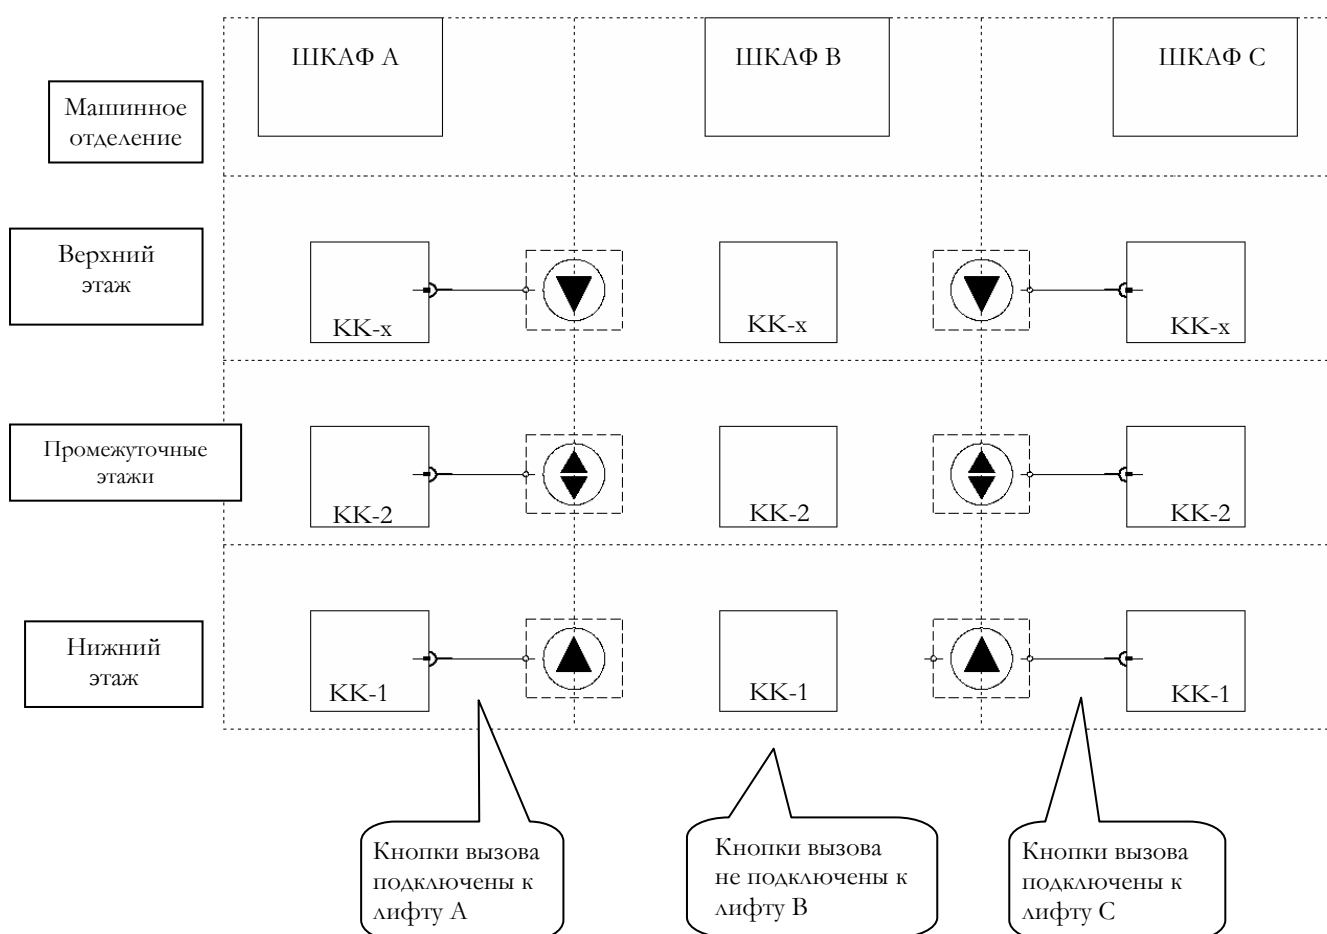 ШКАФ А
ШКАФ В
ШКАФ С
Машинное
отделение
Верхний
этаж
КК-х
КК-х
КК-х
Промежуточные
этажи
КК-2
КК-2
КК-2
Нижний
этаж
КК-1
КК-1
КК-1
Кнопки вызова
подключены к
лифту А
Кнопки вызова
не подключены к
лифту В
Кнопки вызова
подключены к
лифту С